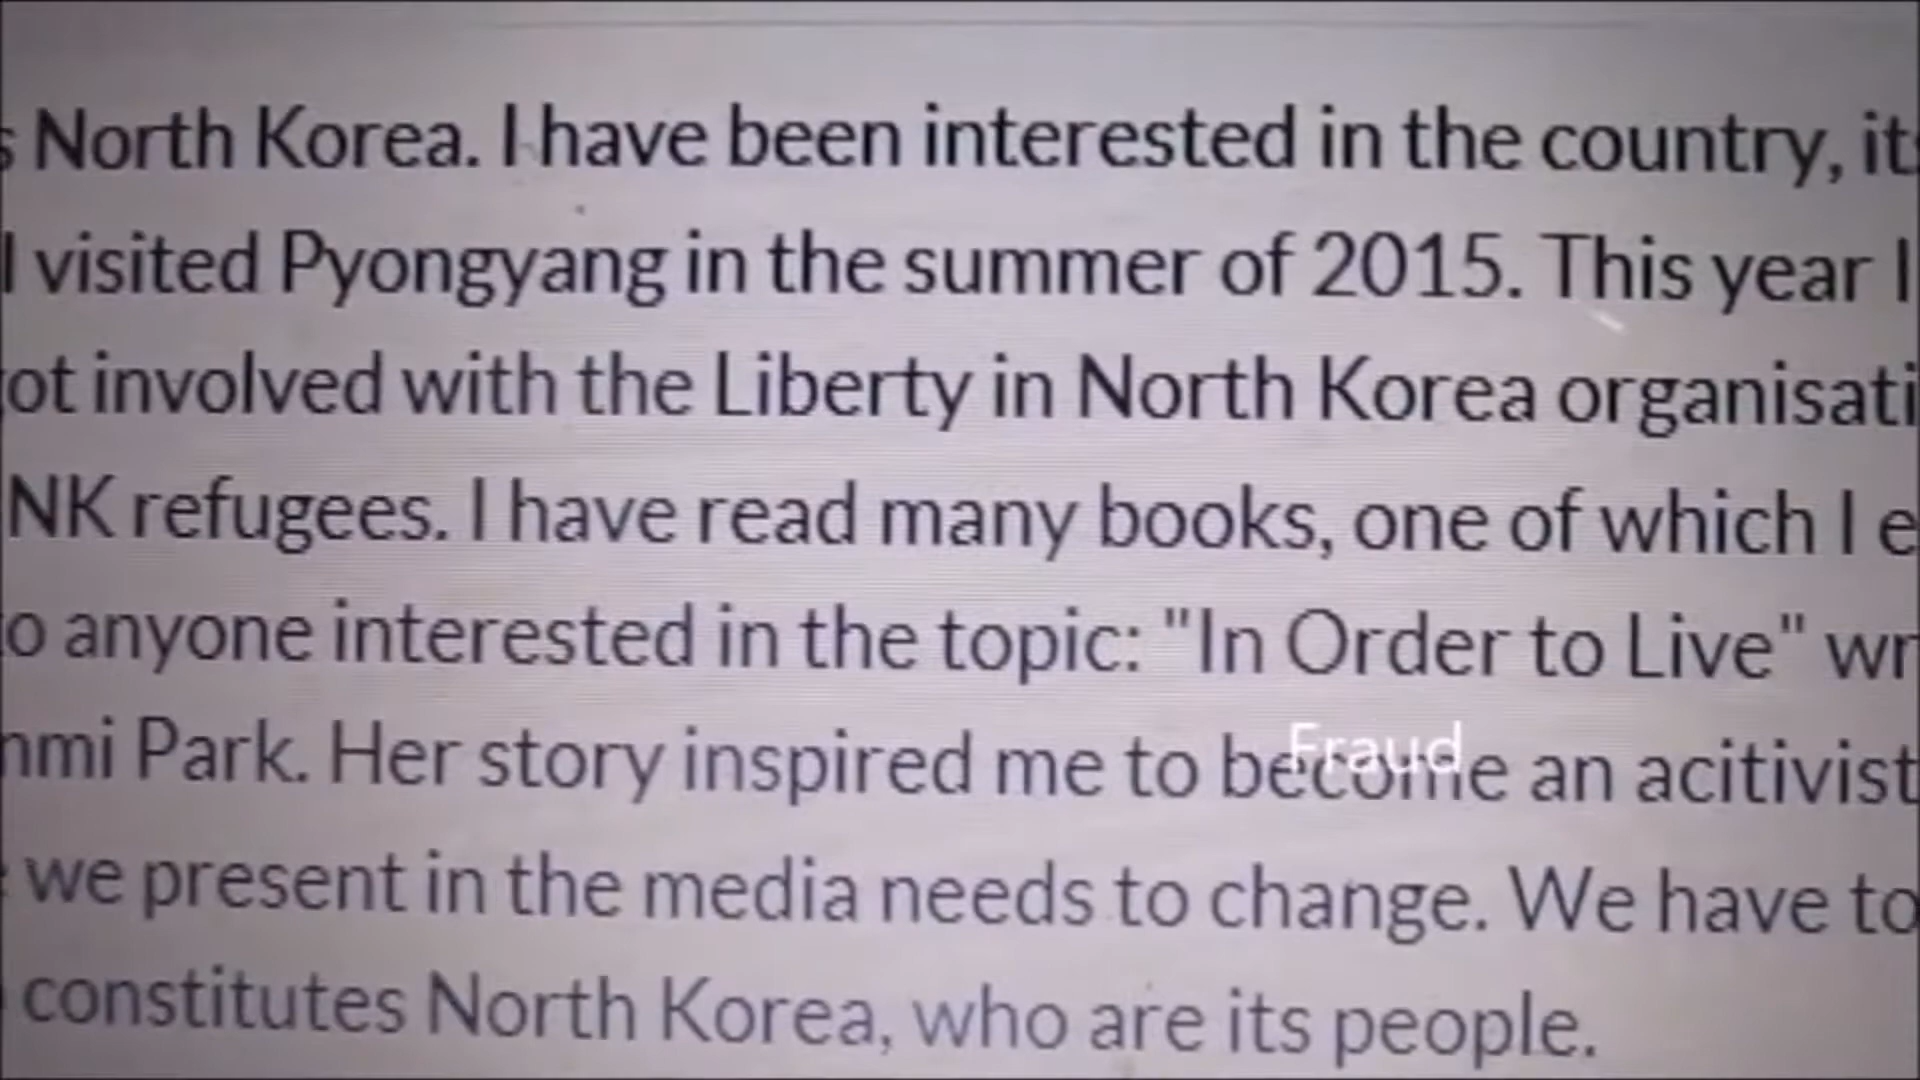 s North Korea. I have been interested in the country, its
I visited Pyongyang in the summer of 2015. This year I
ot involved with the Liberty in North Korea organisati
NK refugees. I have read many books, one of which I e
o anyone interested in the topic: "In Order to Live" wr
nmi Park. Her story inspired me to become an acitivist
we present in the media needs to change. We have to
constitutes North Korea, who are its people.
Fraud